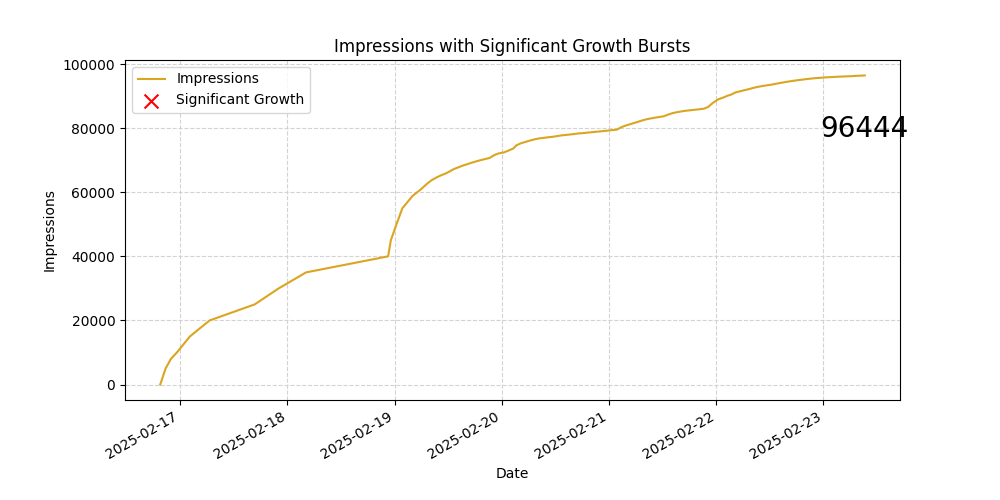 Impressions with Significant Growth Bursts
Impressions
Significant Growth
100000
80000
60000
40000
20000
0
Impressions
96444
2025-02-17
2025-02-18
2025-02-19
2025-02-20
2025-02-21
2025-02-22
2025-02-23
Date